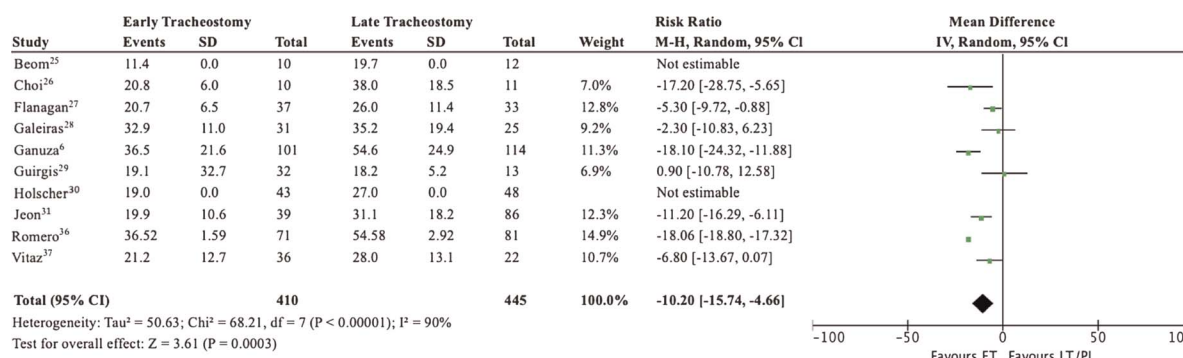 Early Tracheostomy Late Tracheostomy Risk Ratio Mean Difference
Study Events SD Total Events SD Total Weight M-H, Random, 95% CI IV, Random, 95% CI
Beom²⁵ 11.4 0.0 10 19.7 0.0 12 Not estimable
Choi²⁶ 20.8 6.0 10 38.0 18.5 11 7.0% -17.20 [-28.75, -5.65]
Flanagan²⁷ 20.7 6.5 37 26.0 11.4 33 12.8% -5.30 [-9.72, -0.88]
Galeiras²⁸ 32.9 11.0 31 35.2 19.4 25 9.2% -2.30 [-10.83, 6.23]
Ganuza⁶ 36.5 21.6 101 54.6 24.9 114 11.3% -18.10 [-24.32, -11.88]
Guirgis²⁹ 19.1 32.7 32 18.2 5.2 13 6.9% 0.90 [-10.78, 12.58]
Holscher³⁰ 19.0 0.0 43 27.0 0.0 48 Not estimable
Jeon³¹ 19.9 10.6 39 31.1 18.2 86 12.3% -11.20 [-16.29, -6.11]
Romero³⁶ 36.52 1.59 71 54.58 2.92 81 14.9% -18.06 [-18.80, -17.32]
Vitaz³⁷ 21.2 12.7 36 28.0 13.1 22 10.7% -6.80 [-13.67, 0.07]
Total (95% CI) 410 445 100.0% -10.20 [-15.74, -4.66]
Heterogeneity: Tau² = 50.63; Chi² = 68.21, df = 7 (P < 0.00001); I² = 90%
Test for overall effect: Z = 3.61 (P = 0.0003)
-100 -50 0 50 10
Favours ET Favours LT/PI